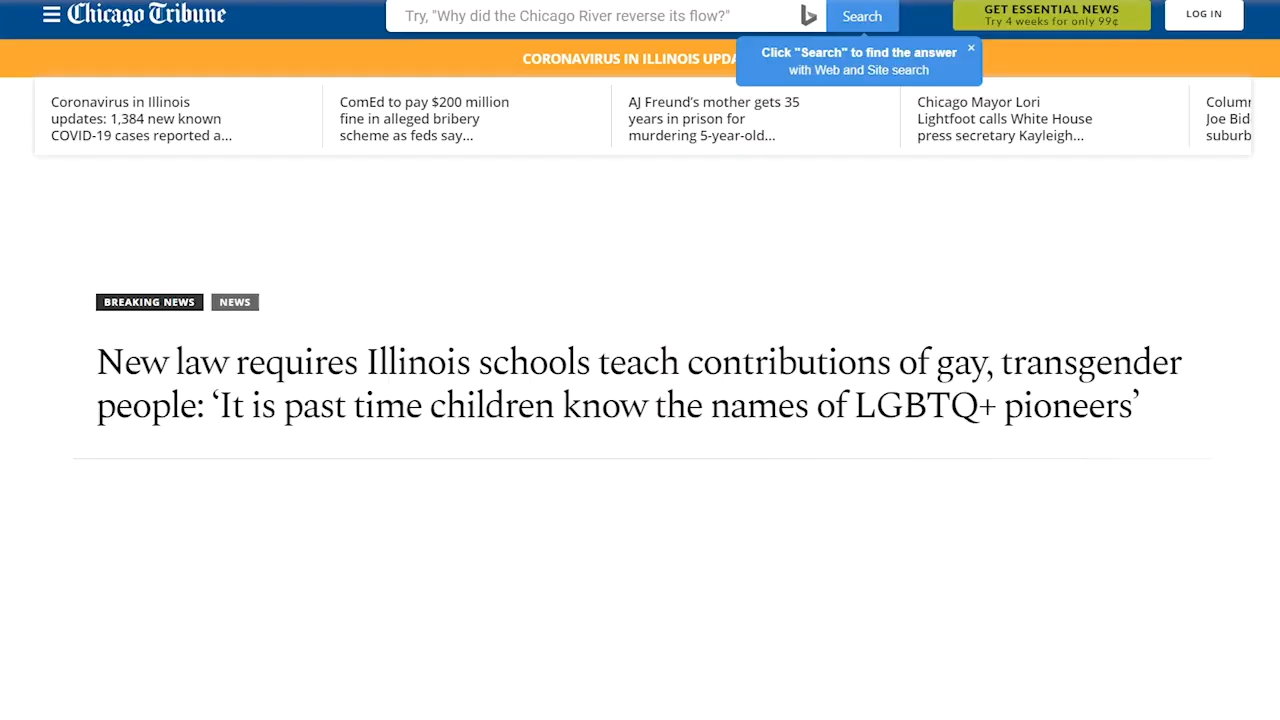 Chicago Tribune
Try, "Why did the Chicago River reverse its flow?"
Search
GET ESSENTIAL NEWS
Try 4 weeks for only 99¢
LOG IN
CORONAVIRUS IN ILLINOIS UPDA
Click "Search" to find the answer
with Web and Site search
×
Coronavirus in Illinois
updates: 1,384 new known
COVID-19 cases reported a...
ComEd to pay $200 million
fine in alleged bribery
scheme as feds say...
AJ Freund's mother gets 35
years in prison for
murdering 5-year-old...
Chicago Mayor Lori
Lightfoot calls White House
press secretary Kayleigh...
Colum
Joe Bid
suburb
BREAKING NEWS
NEWS
New law requires Illinois schools teach contributions of gay, transgender
people: ‘It is past time children know the names of LGBTQ+ pioneers’